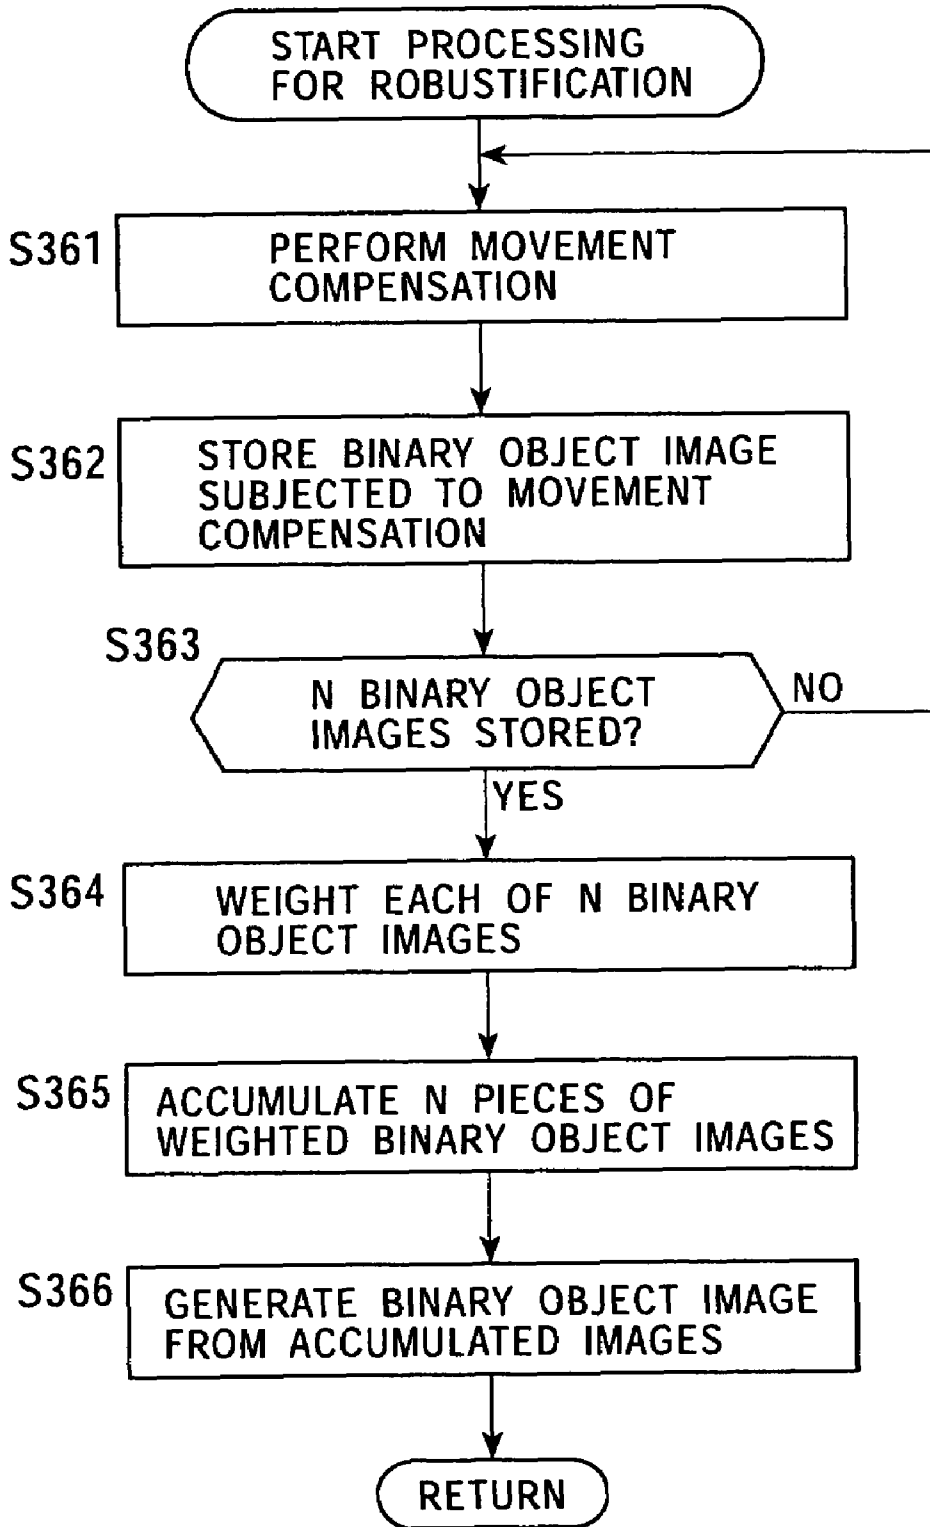 START PROCESSING
FOR ROBUSTIFICATION
S361
PERFORM MOVEMENT
COMPENSATION
S362
STORE BINARY OBJECT IMAGE
SUBJECTED TO MOVEMENT
COMPENSATION
S363
N BINARY OBJECT
IMAGES STORED?
NO
YES
S364
WEIGHT EACH OF N BINARY
OBJECT IMAGES
S365
ACCUMULATE N PIECES OF
WEIGHTED BINARY OBJECT IMAGES
S366
GENERATE BINARY OBJECT IMAGE
FROM ACCUMULATED IMAGES
RETURN